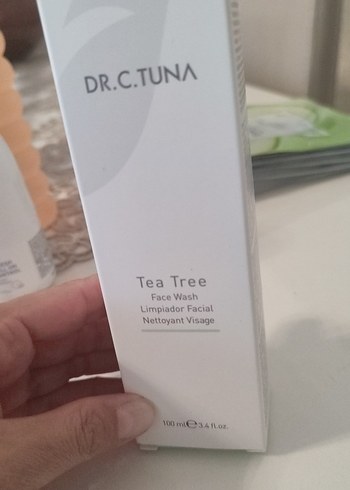 DR.C.TUNA
Tea Tree
Face Wash
Limpiador Facial
Nettoyant Visage
100 ml℮3.4 fl.oz.